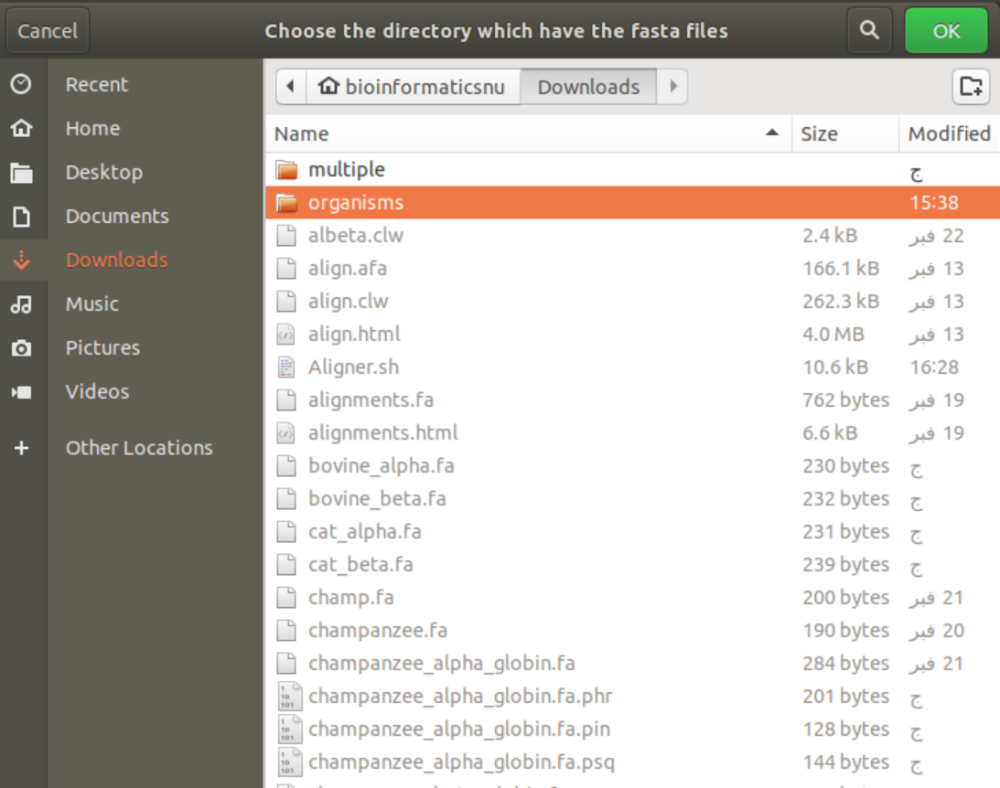 Cancel Choose the directory which have the fasta files OK
Recent
Home
Desktop
Documents
Downloads
Music
Pictures
Videos
Other Locations
bioinformaticsnu Downloads
Name Size Modified
multiple ج
organisms 15:38
albeta.clw 2.4 kB 22 فبر
align.afa 166.1 kB 13 فبر
align.clw 262.3 kB 13 فبر
align.html 4.0 MB 13 فبر
Aligner.sh 10.6 kB 16:28
alignments.fa 762 bytes 19 فبر
alignments.html 6.6 kB 19 فبر
bovine_alpha.fa 230 bytes ج
bovine_beta.fa 232 bytes ج
cat_alpha.fa 231 bytes ج
cat_beta.fa 239 bytes ج
champ.fa 200 bytes 21 فبر
champanzee.fa 190 bytes 20 فبر
champanzee_alpha_globin.fa 284 bytes 21 فبر
champanzee_alpha_globin.fa.phr 201 bytes ج
champanzee_alpha_globin.fa.pin 128 bytes ج
champanzee_alpha_globin.fa.psq 144 bytes ج